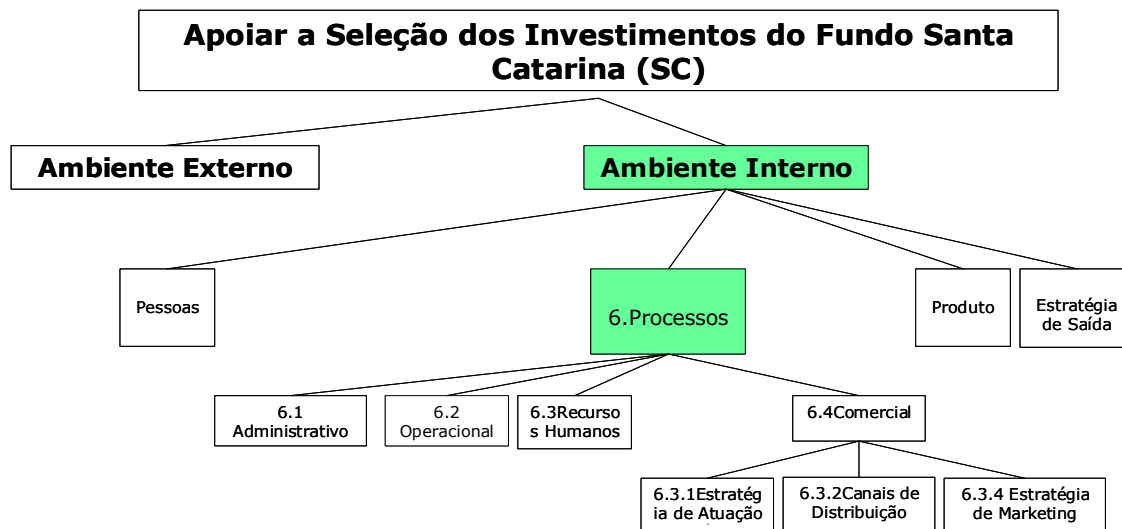 Apoiar a Seleção dos Investimentos do Fundo Santa
Catarina (SC)
Ambiente Externo
Ambiente Interno
Pessoas
6.Processos
Produto
Estratégia
de Saída
6.1
Administrativo
6.2
Operacional
6.3Recurso
s Humanos
6.4Comercial
6.3.1Estratég
ia de Atuação
6.3.2Canais de
Distribuição
6.3.4 Estratégia
de Marketing